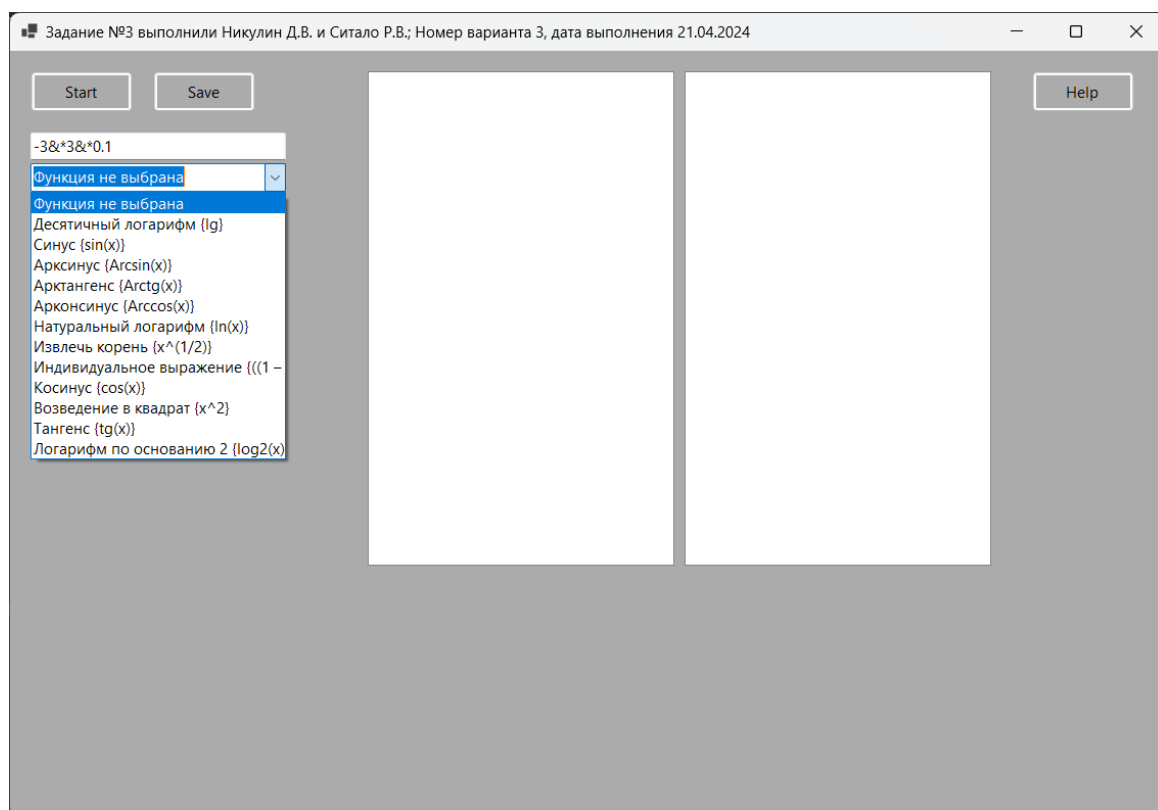 Задание №3 выполнили Никулин Д.В. и Ситало Р.В.; Номер варианта 3, дата выполнения 21.04.2024
Start
Save
Help
-3&*3&*0.1
Функция не выбрана
Функция не выбрана
Десятичный логарифм {lg}
Синус {sin(x)}
Арксинус {Arcsin(x)}
Арктангенс {Arctg(x)}
Арконсинус {Arccos(x)}
Натуральный логарифм {ln(x)}
Извлечь корень {x^(1/2)}
Индивидуальное выражение {((1 –
Косинус {cos(x)}
Возведение в квадрат {x^2}
Тангенс {tg(x)}
Логарифм по основанию 2 {log2(x)